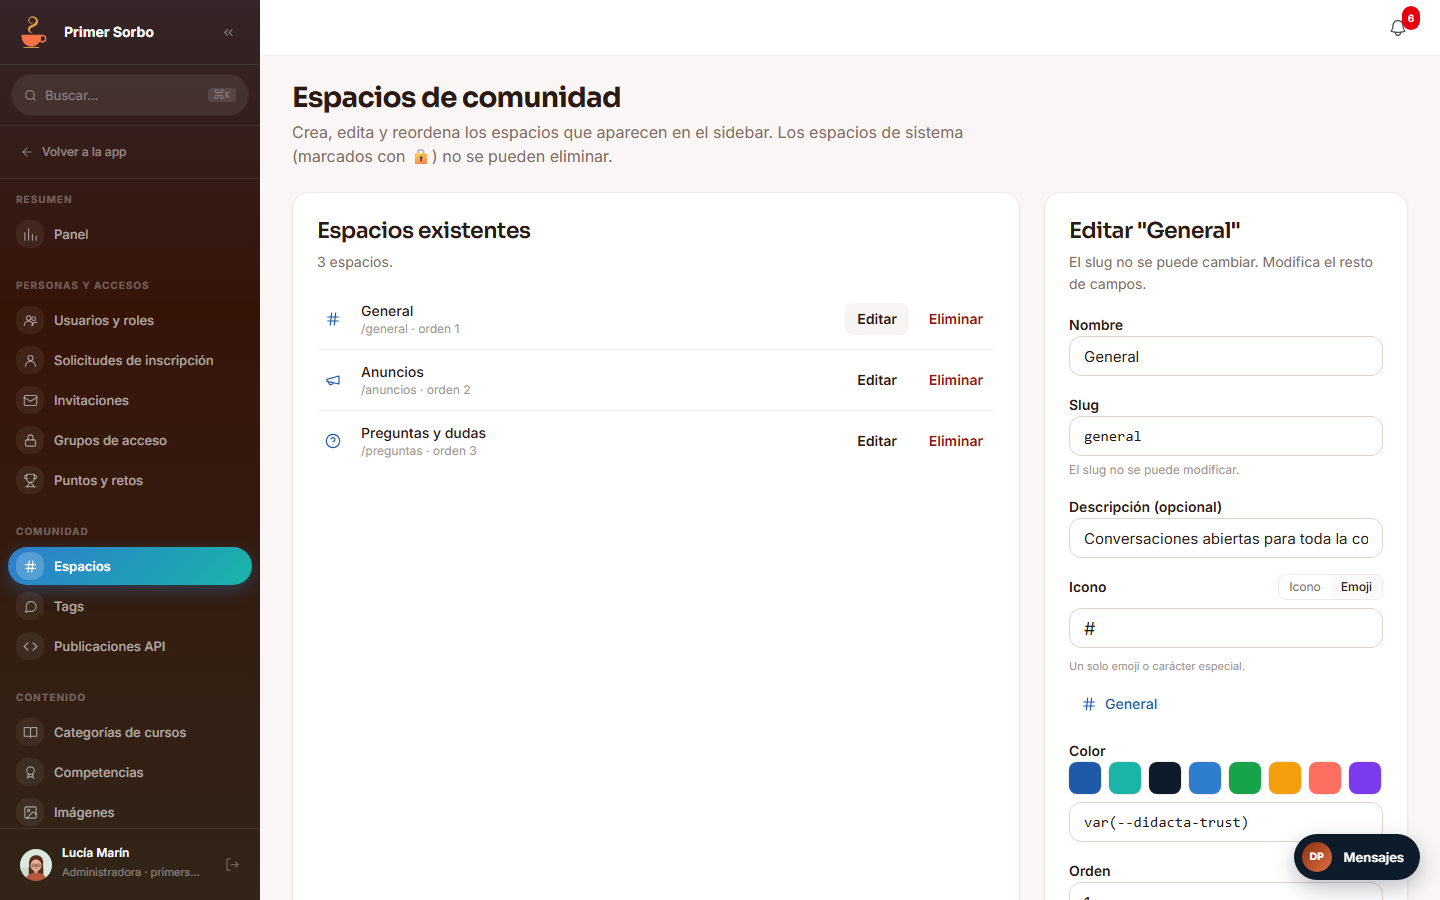 Primer Sorbo
Buscar...
⌘K
Volver a la app
RESUMEN
Panel
PERSONAS Y ACCESOS
Usuarios y roles
Solicitudes de inscripción
Invitaciones
Grupos de acceso
Puntos y retos
COMUNIDAD
Espacios
Tags
Publicaciones API
CONTENIDO
Categorías de cursos
Competencias
Imágenes
Lucía Marín
Administradora · primers...
6
Espacios de comunidad
Crea, edita y reordena los espacios que aparecen en el sidebar. Los espacios de sistema
(marcados con 🔒) no se pueden eliminar.
Espacios existentes
3 espacios.
General
/general · orden 1
Editar
Eliminar
Anuncios
/anuncios · orden 2
Editar
Eliminar
Preguntas y dudas
/preguntas · orden 3
Editar
Eliminar
Editar "General"
El slug no se puede cambiar. Modifica el resto
de campos.
Nombre
General
Slug
general
El slug no se puede modificar.
Descripción (opcional)
Conversaciones abiertas para toda la co
Icono
Icono
Emoji
#
Un solo emoji o carácter especial.
# General
Color
var(--didacta-trust)
Orden
DP
Mensajes